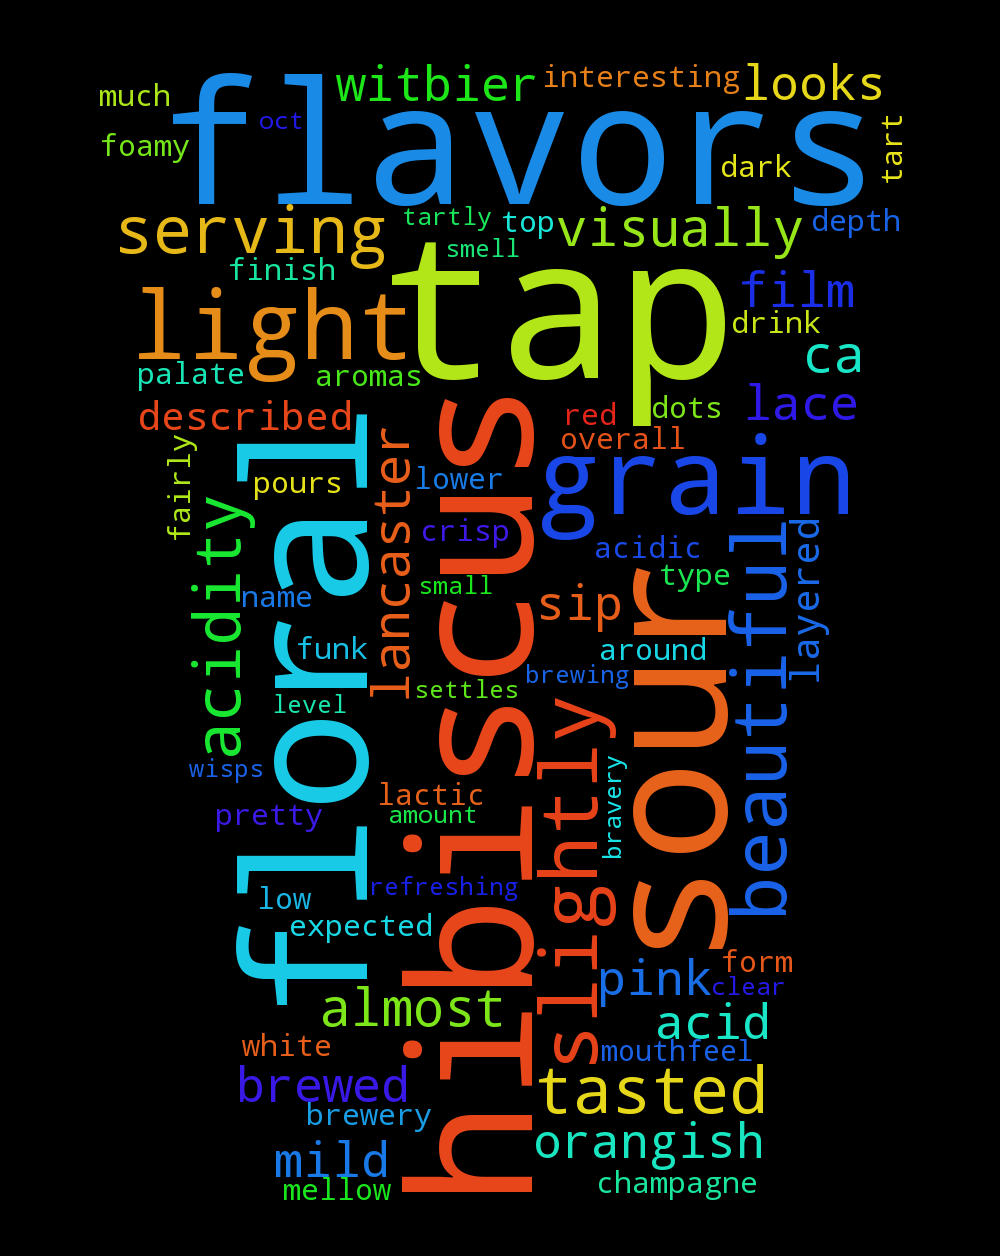 much
flavors
oct
foamy
witbier
interesting
looks
dark
tart
serving
tartly
top
visually
depth
smell
finish
light
tap
film
drink
ca
palate
aromas
described
red
dots
lace
overall
grain
fairly
acidity
floral
pours
lancaster
lower
crisp
hibiscus
acidic
small
type
sip
sour
beautiful
layered
name
funk
around
brewing
settles
level
wisps
pretty
lactic
amount
slightly
bravery
low
refreshing
expected
form
pink
clear
almost
acid
white
mouthfeel
brewed
tasted
brewery
orangish
mild
mellow
champagne